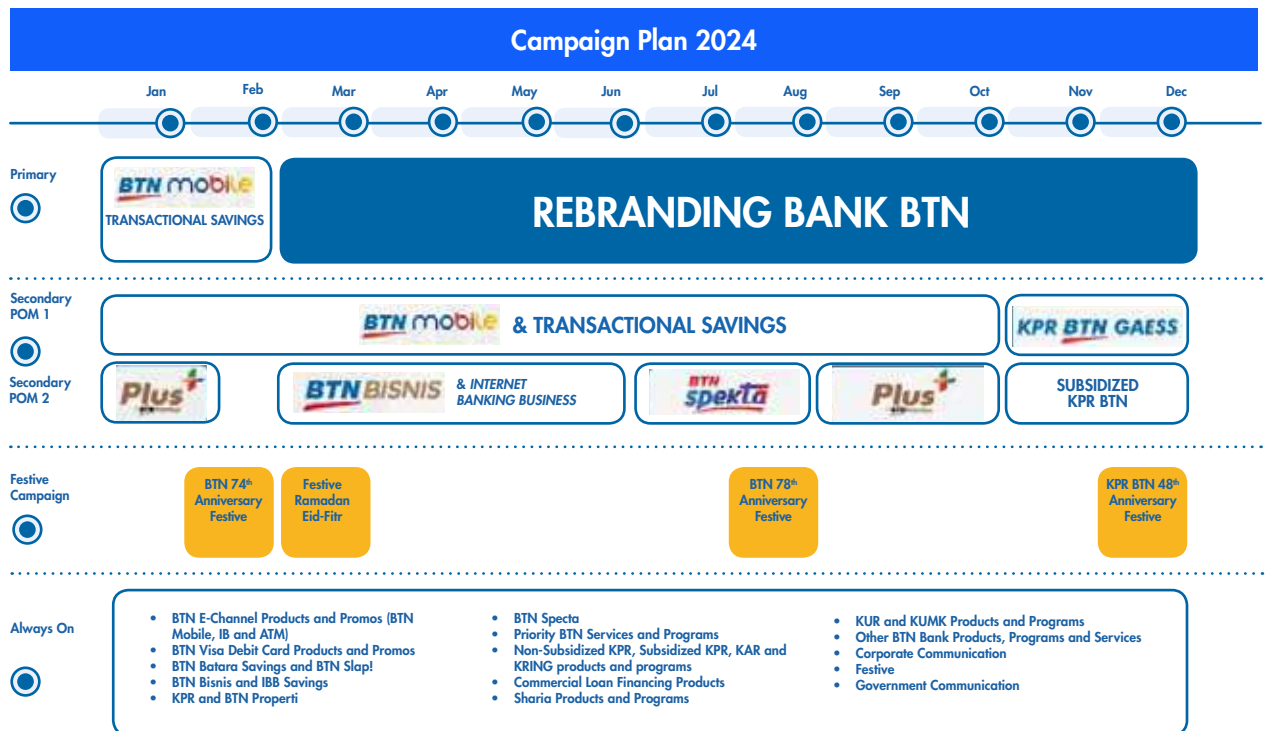 Campaign Plan 2024
Jan Feb Mar Apr May Jun Jul Aug Sep Oct Nov Dec
Primary
BTN mobile
TRANSACTIONAL SAVINGS
REBRANDING BANK BTN
Secondary
POM 1
BTN mobile & TRANSACTIONAL SAVINGS
KPR BTN GAESS
Secondary
POM 2
Plus+
BTN BISNIS
& INTERNET
BANKING BUSINESS
BTN
spekta
Plus+
SUBSIDIZED
KPR BTN
Festive
Campaign
BTN 74th
Anniversary
Festive
Festive
Ramadan
Eid-Fitr
BTN 78th
Anniversary
Festive
KPR BTN 48th
Anniversary
Festive
Always On
• BTN E-Channel Products and Promos (BTN
Mobile, IB and ATM)
• BTN Visa Debit Card Products and Promos
• BTN Batara Savings and BTN Slap!
• BTN Bisnis and IBB Savings
• KPR and BTN Properti
• BTN Specta
• Priority BTN Services and Programs
• Non-Subsidized KPR, Subsidized KPR, KAR and
KRING products and programs
• Commercial Loan Financing Products
• Sharia Products and Programs
• KUR and KUMK Products and Programs
• Other BTN Bank Products, Programs and Services
• Corporate Communication
• Festive
• Government Communication